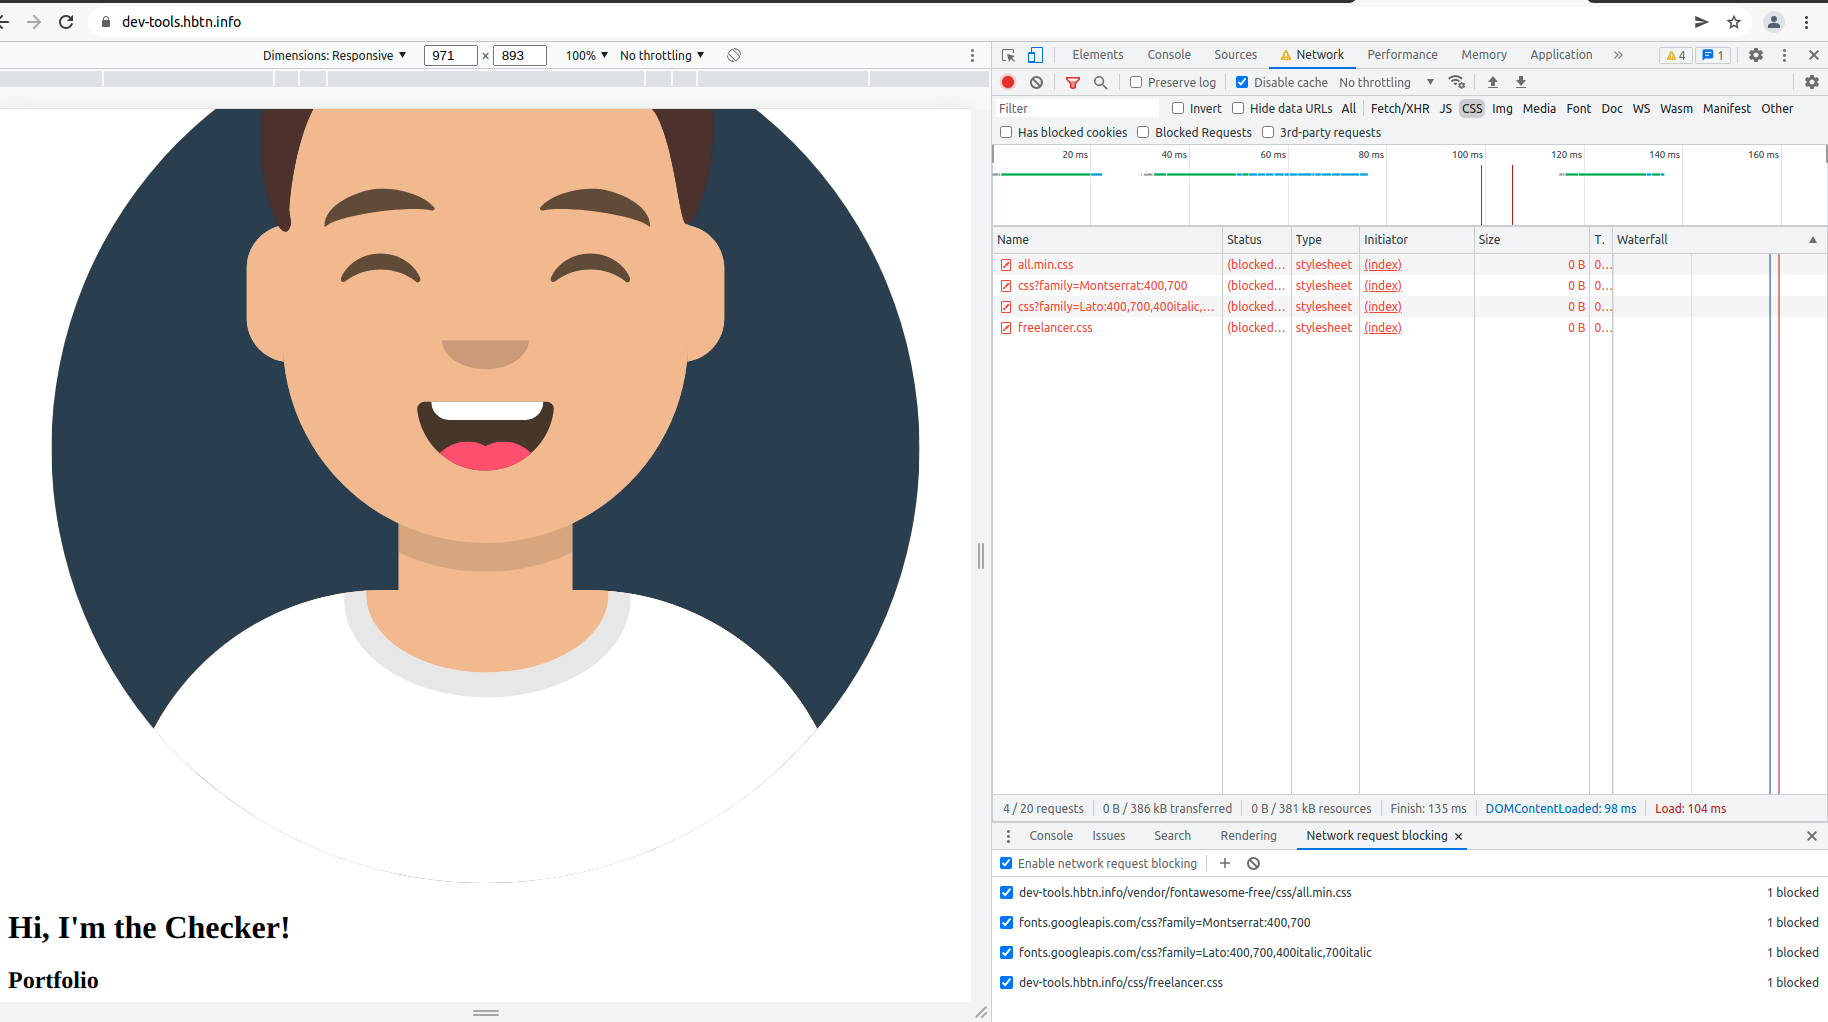 dev-tools.hbtn.info
Dimensions: Responsive ▼ 971 × 893 100% ▼ No throttling ▼
Elements Console Sources Network Performance Memory Application » 4 1
Preserve log Disable cache No throttling ▼
Filter Invert Hide data URLs All Fetch/XHR JS CSS Img Media Font Doc WS Wasm Manifest Other
Has blocked cookies Blocked Requests 3rd-party requests
20 ms 40 ms 60 ms 80 ms 100 ms 120 ms 140 ms 160 ms
Name Status Type Initiator Size T. Waterfall ▲
all.min.css (blocked... stylesheet (index) 0 B 0...
css?family=Montserrat:400,700 (blocked... stylesheet (index) 0 B 0...
css?family=Lato:400,700,400italic,... (blocked... stylesheet (index) 0 B 0...
freelancer.css (blocked... stylesheet (index) 0 B 0...
4 / 20 requests 0 B / 386 kB transferred 0 B / 381 kB resources Finish: 135 ms DOMContentLoaded: 98 ms Load: 104 ms
Console Issues Search Rendering Network request blocking ×
Enable network request blocking
dev-tools.hbtn.info/vendor/fontawesome-free/css/all.min.css 1 blocked
fonts.googleapis.com/css?family=Montserrat:400,700 1 blocked
fonts.googleapis.com/css?family=Lato:400,700,400italic,700italic 1 blocked
dev-tools.hbtn.info/css/freelancer.css 1 blocked
Hi, I'm the Checker!
Portfolio